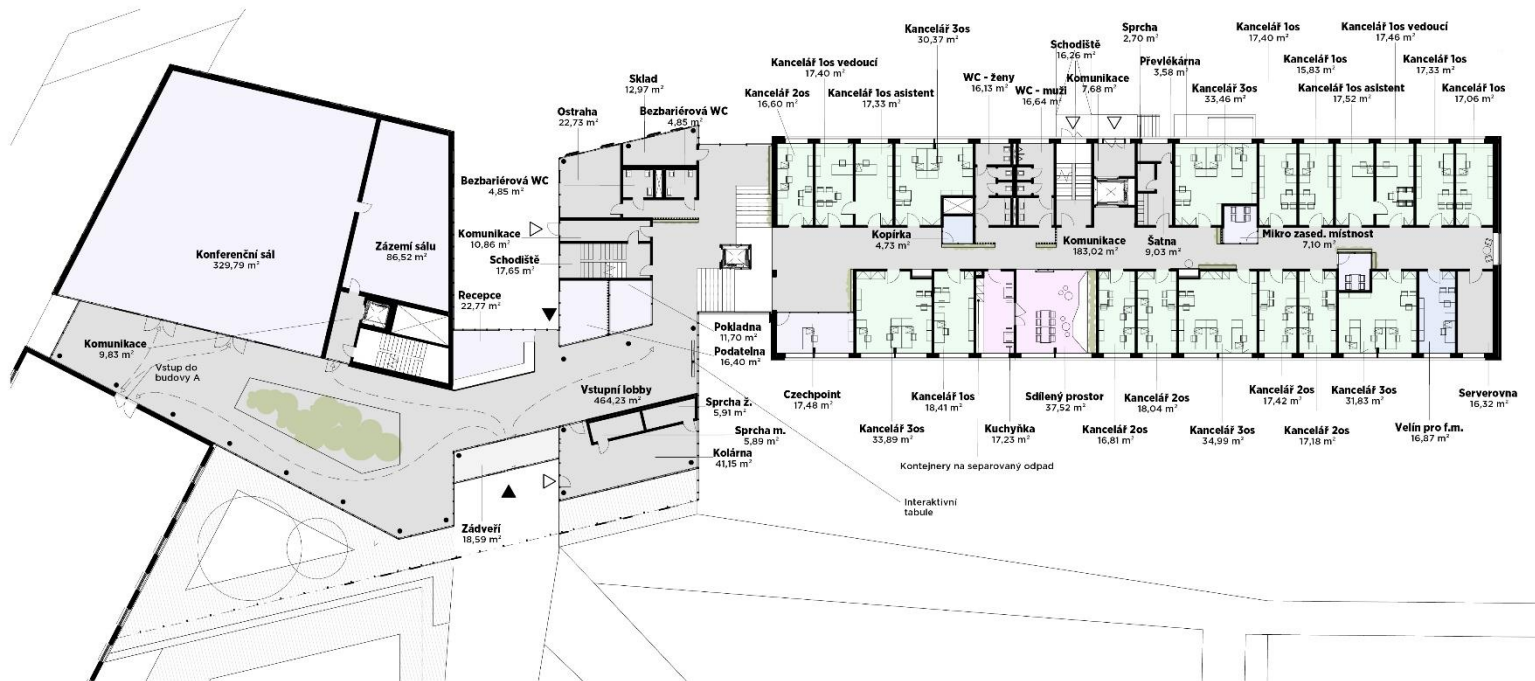 Kancelář 3os
30,37 m²
Kancelář 1os
17,40 m²
Kancelář 1os vedoucí
17,46 m²
Sprcha
2,70 m²
Schodiště
16,26 m²
Kancelář 1os vedoucí
17,40 m²
Převlékárna
3,58 m²
Kancelář 1os
15,83 m²
Kancelář 1os
17,33 m²
Sklad
12,97 m²
WC - ženy
16,13 m²
Komunikace
7,68 m²
Kancelář 2os
16,60 m²
Kancelář 1os asistent
17,33 m²
WC - muži
16,64 m²
Kancelář 3os
33,46 m²
Kancelář 1os asistent
17,52 m²
Kancelář 1os
17,06 m²
Ostraha
22,73 m²
Bezbariérová WC
4,85 m²
Bezbariérová WC
4,85 m²
Komunikace
10,86 m²
Kopírka
4,73 m²
Komunikace
183,02 m²
Šatna
9,03 m²
Mikro zased. místnost
7,10 m²
Konferenční sál
329,79 m²
Zázemí sálu
86,52 m²
Schodiště
17,65 m²
Recepce
22,77 m²
Pokladna
11,70 m²
Podatelna
16,40 m²
Komunikace
9,83 m²
Vstup do
budovy A
Vstupní lobby
464,23 m²
Czechpoint
17,48 m²
Kancelář 1os
18,41 m²
Sdílený prostor
37,52 m²
Kancelář 2os
18,04 m²
Kancelář 2os
17,42 m²
Kancelář 3os
31,83 m²
Serverovna
16,32 m²
Sprcha ž.
5,91 m²
Sprcha m.
5,89 m²
Kancelář 3os
33,89 m²
Kuchyňka
17,23 m²
Kancelář 2os
16,81 m²
Kancelář 3os
34,99 m²
Kancelář 2os
17,18 m²
Velín pro f.m.
16,87 m²
Kolárna
41,15 m²
Kontejnery na separovaný odpad
Interaktivní
tabule
Zádveří
18,59 m²